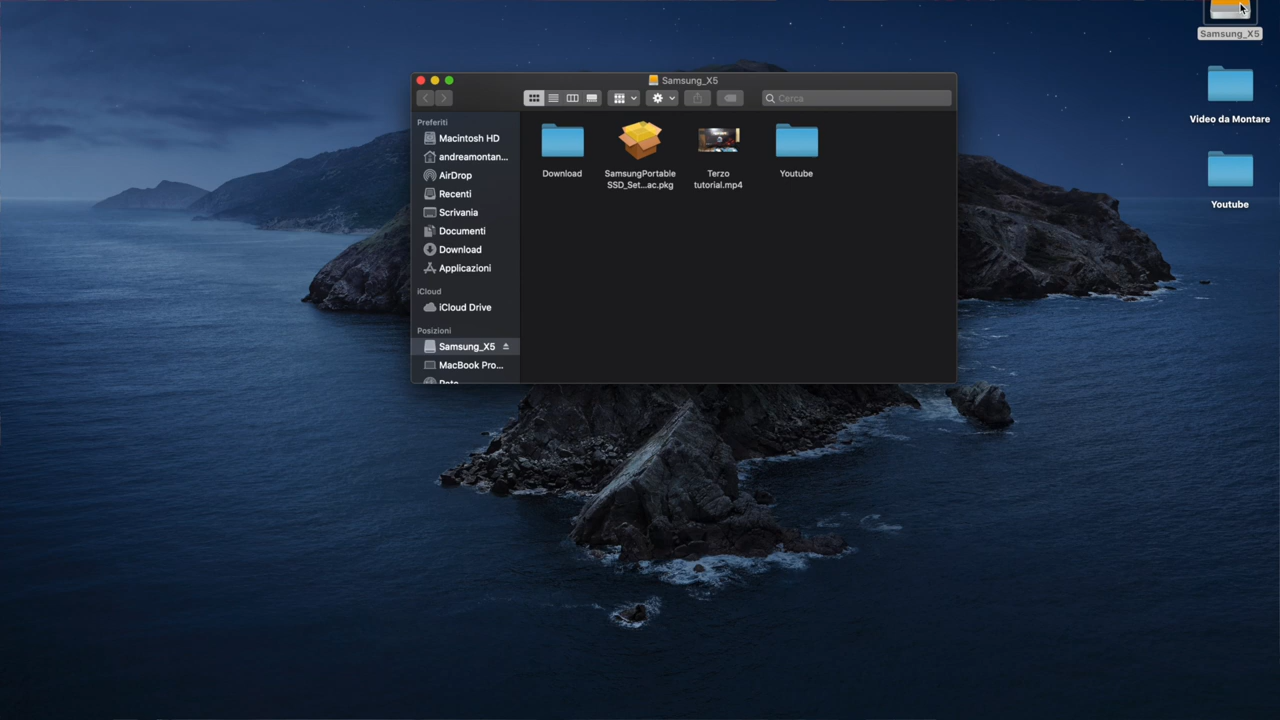 Samsung_X5
Samsung_X5
Video da Montare
Youtube
Cerca
Preferiti
Macintosh HD
andreamontan...
AirDrop
Recenti
Scrivania
Documenti
Download
Applicazioni
iCloud
iCloud Drive
Posizioni
Samsung_X5
MacBook Pro...
Download
SamsungPortable
SSD_Set...ac.pkg
Terzo
tutorial.mp4
Youtube